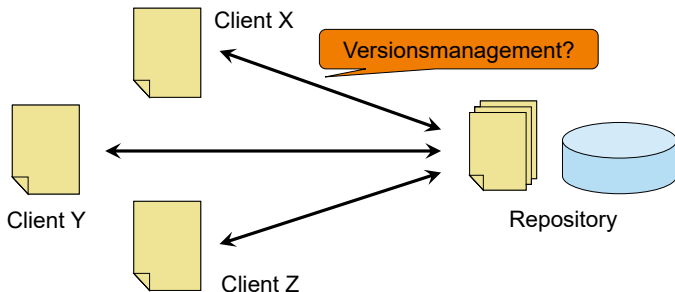 Client X
Versionsmanagement?
Client Y
Repository
Client Z